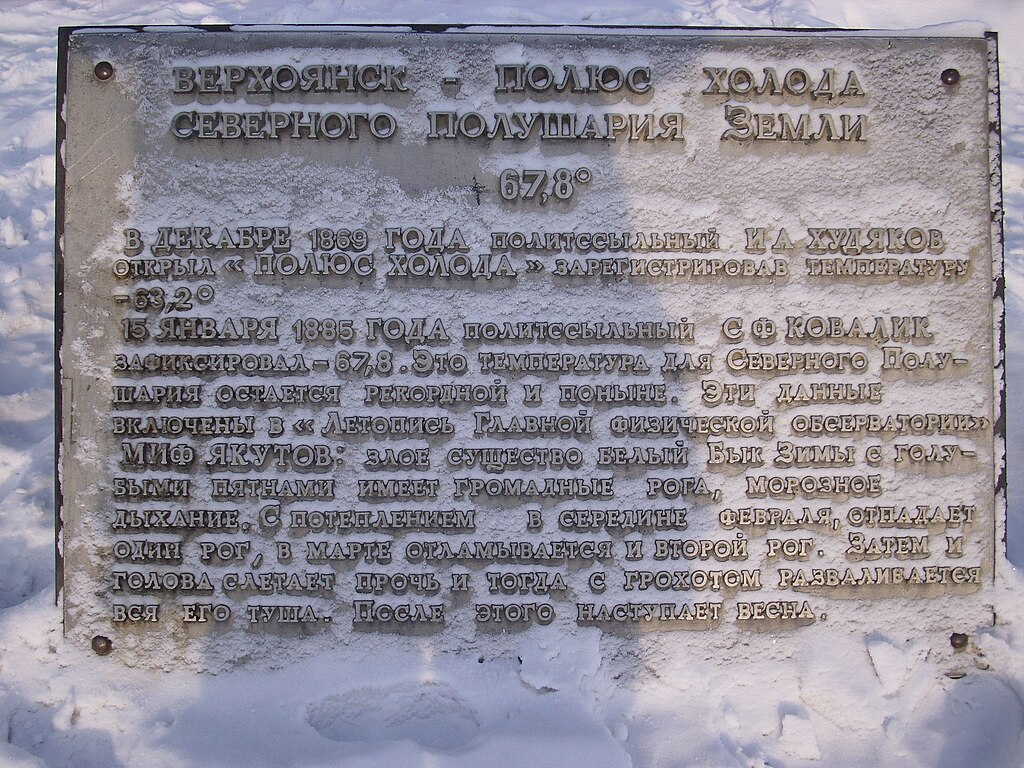 ВЕРХОЯНСК - ПОЛЮС ХОЛОДА
СЕВЕРНОГО ПОЛУШАРИЯ ЗЕМЛИ
67,8°
В ДЕКАБРЕ 1869 ГОДА ПОЛИТССЫЛЬНЫЙ И А ХУДЯКОВ
ОТКРЫЛ « ПОЛЮС ХОЛОДА » ЗАРЕГИСТРИРОВАВ ТЕМПЕРАТУРУ
-63,2°
15 ЯНВАРЯ 1885 ГОДА ПОЛИТССЫЛЬНЫЙ С Ф КОВАЛИК
ЗАФИКСИРОВАЛ - 67,8. ЭТО ТЕМПЕРАТУРА ДЛЯ СЕВЕРНОГО ПОЛУ-
ШАРИЯ ОСТАЕТСЯ РЕКОРДНОЙ И ПОНЫНЕ. ЭТИ ДАННЫЕ
ВКЛЮЧЕНЫ В « ЛЕТОПИСЬ ГЛАВНОЙ ФИЗИЧЕСКОЙ ОБСЕРВАТОРИИ»
МИФ ЯКУТОВ: ЗЛОЕ СУЩЕСТВО БЕЛЫЙ БЫК ЗИМЫ С ГОЛУ-
БЫМИ ПЯТНАМИ ИМЕЕТ ГРОМАДНЫЕ РОГА, МОРОЗНОЕ
ДЫХАНИЕ. С ПОТЕПЛЕНИЕМ В СЕРЕДИНЕ ФЕВРАЛЯ, ОТПАДАЕТ
ОДИН РОГ, В МАРТЕ ОТЛАМЫВАЕТСЯ И ВТОРОЙ РОГ. ЗАТЕМ И
ГОЛОВА СЛЕТАЕТ ПРОЧЬ И ТОГДА С ГРОХОТОМ РАЗВАЛИВАЕТСЯ
ВСЯ ЕГО ТУША. ПОСЛЕ ЭТОГО НАСТУПАЕТ ВЕСНА.